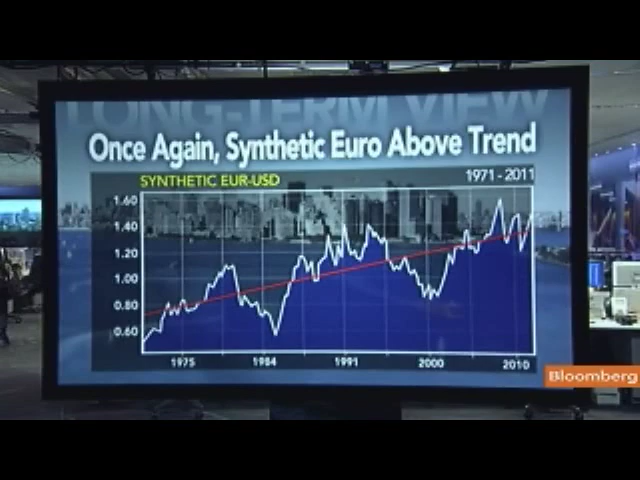 LONG-TERM VIEW
Once Again, Synthetic Euro Above Trend
SYNTHETIC EUR-USD
1971 - 2011
1.60
1.40
1.20
1.00
0.80
0.60
1975
1984
1991
2000
2010
Bloomberg